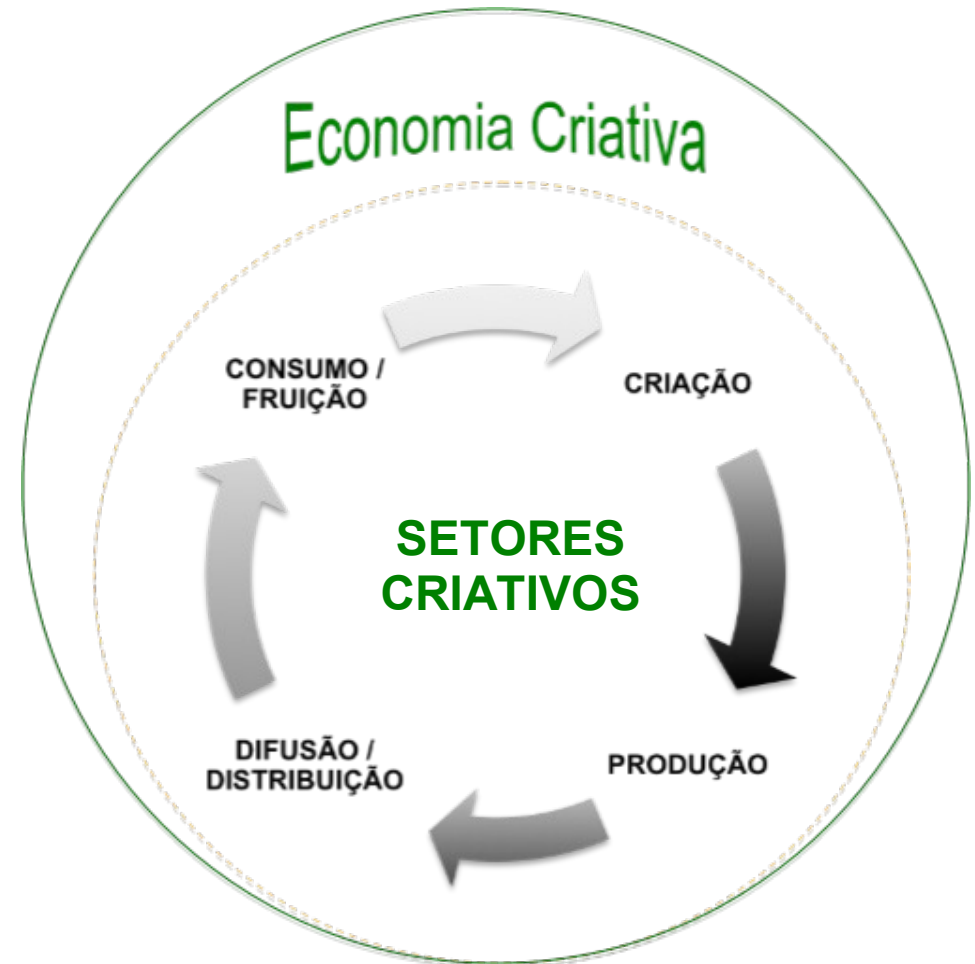 Economia Criativa
CONSUMO /
FRUIÇÃO
CRIAÇÃO
SETORES
CRIATIVOS
DIFUSÃO /
DISTRIBUIÇÃO
PRODUÇÃO